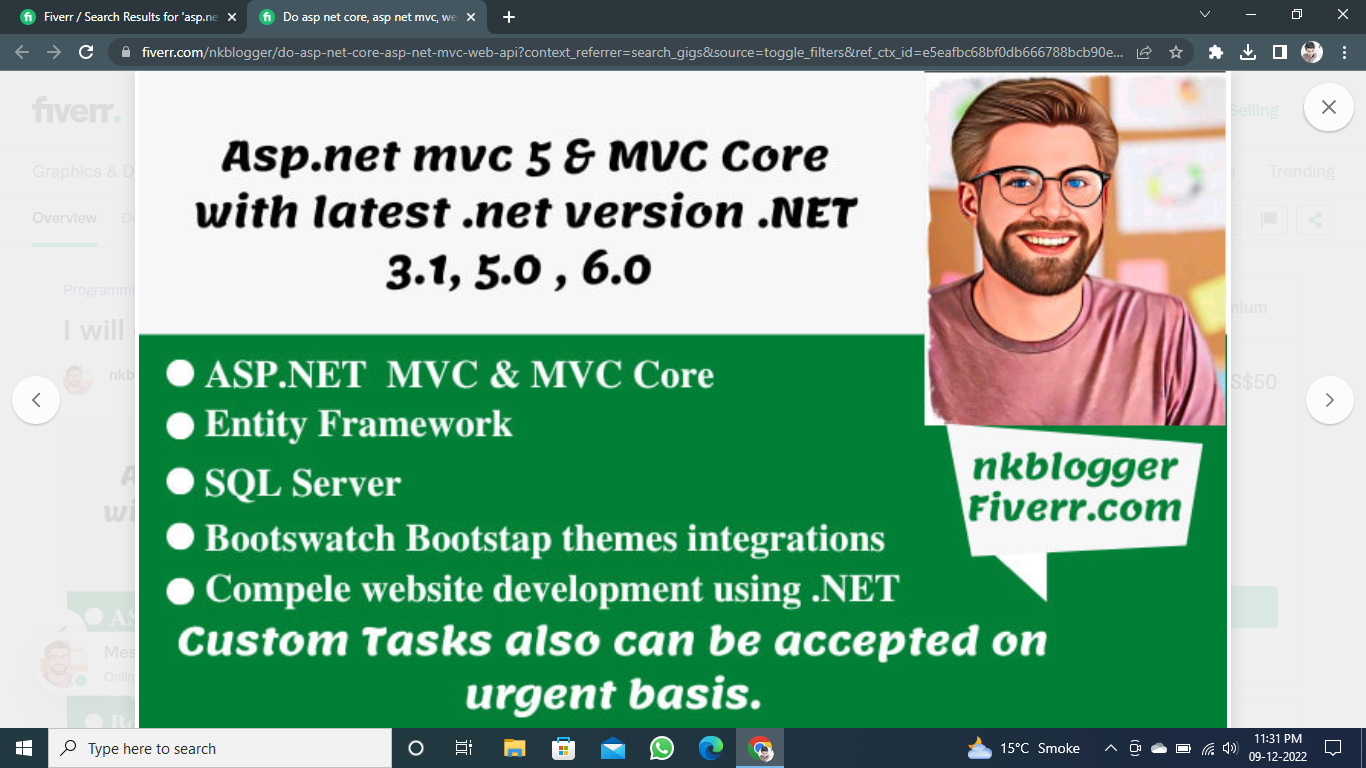 Fiverr / Search Results for 'asp.ne
Do asp net core, asp net mvc, we
fiverr.com/nkblogger/do-asp-net-core-asp-net-mvc-web-api?context_referrer=search_gigs&source=toggle_filters&ref_ctx_id=e5eafbc68bf0db666788bcb90e...
fiverr.
Selling
Graphics & D
Trending
Overview
Programmi
I will
nkb
mium
S$50
Asp.net mvc 5 & MVC Core
with latest .net version .NET
3.1, 5.0 , 6.0
ASP.NET MVC & MVC Core
Entity Framework
SQL Server
Bootswatch Bootstap themes integrations
Compele website development using .NET
Custom Tasks also can be accepted on
urgent basis.
nkblogger
Fiverr.com
A
wi
AS
Mes
Onlin
Bo
Type here to search
15°C Smoke
11:31 PM
09-12-2022